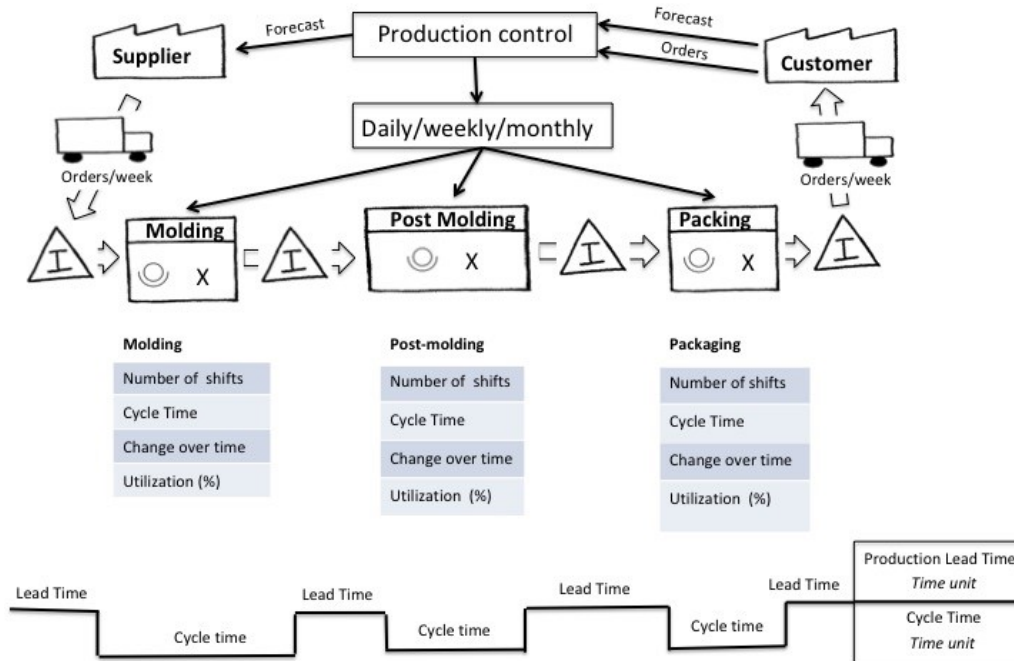 Forecast
Production control
Forecast
Orders
Supplier
Customer
Daily/weekly/monthly
Orders/week
Orders/week
Molding
Post Molding
Packing
I
I
I
I
X
X
X
Molding
Number of shifts
Cycle Time
Change over time
Utilization (%)
Post-molding
Number of shifts
Cycle Time
Change over time
Utilization (%)
Packaging
Number of shifts
Cycle Time
Change over time
Utilization (%)
Lead Time
Cycle time
Lead Time
Cycle time
Lead Time
Cycle time
Lead Time
Production Lead Time
Time unit
Cycle Time
Time unit